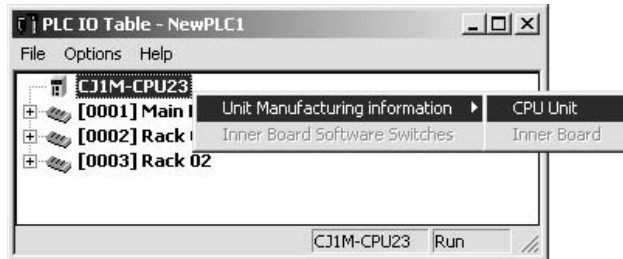 PLC IO Table - NewPLC1
File Options Help
CJ1M-CPU23
[0001] Main
Unit Manufacturing information CPU Unit
[0002] Rack
Inner Board Software Switches Inner Board
[0003] Rack 02
CJ1M-CPU23 Run